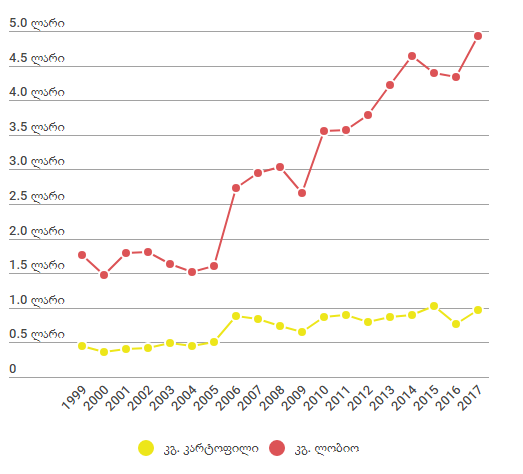 5.0 ლარი
4.5 ლარი
4.0 ლარი
3.5 ლარი
3.0 ლარი
2.5 ლარი
2.0 ლარი
1.5 ლარი
1.0 ლარი
0.5 ლარი
0
1999 2000 2001 2002 2003 2004 2005 2006 2007 2008 2009 2010 2011 2012 2013 2014 2015 2016 2017
კგ. კარტოფილი კგ. ლობიო